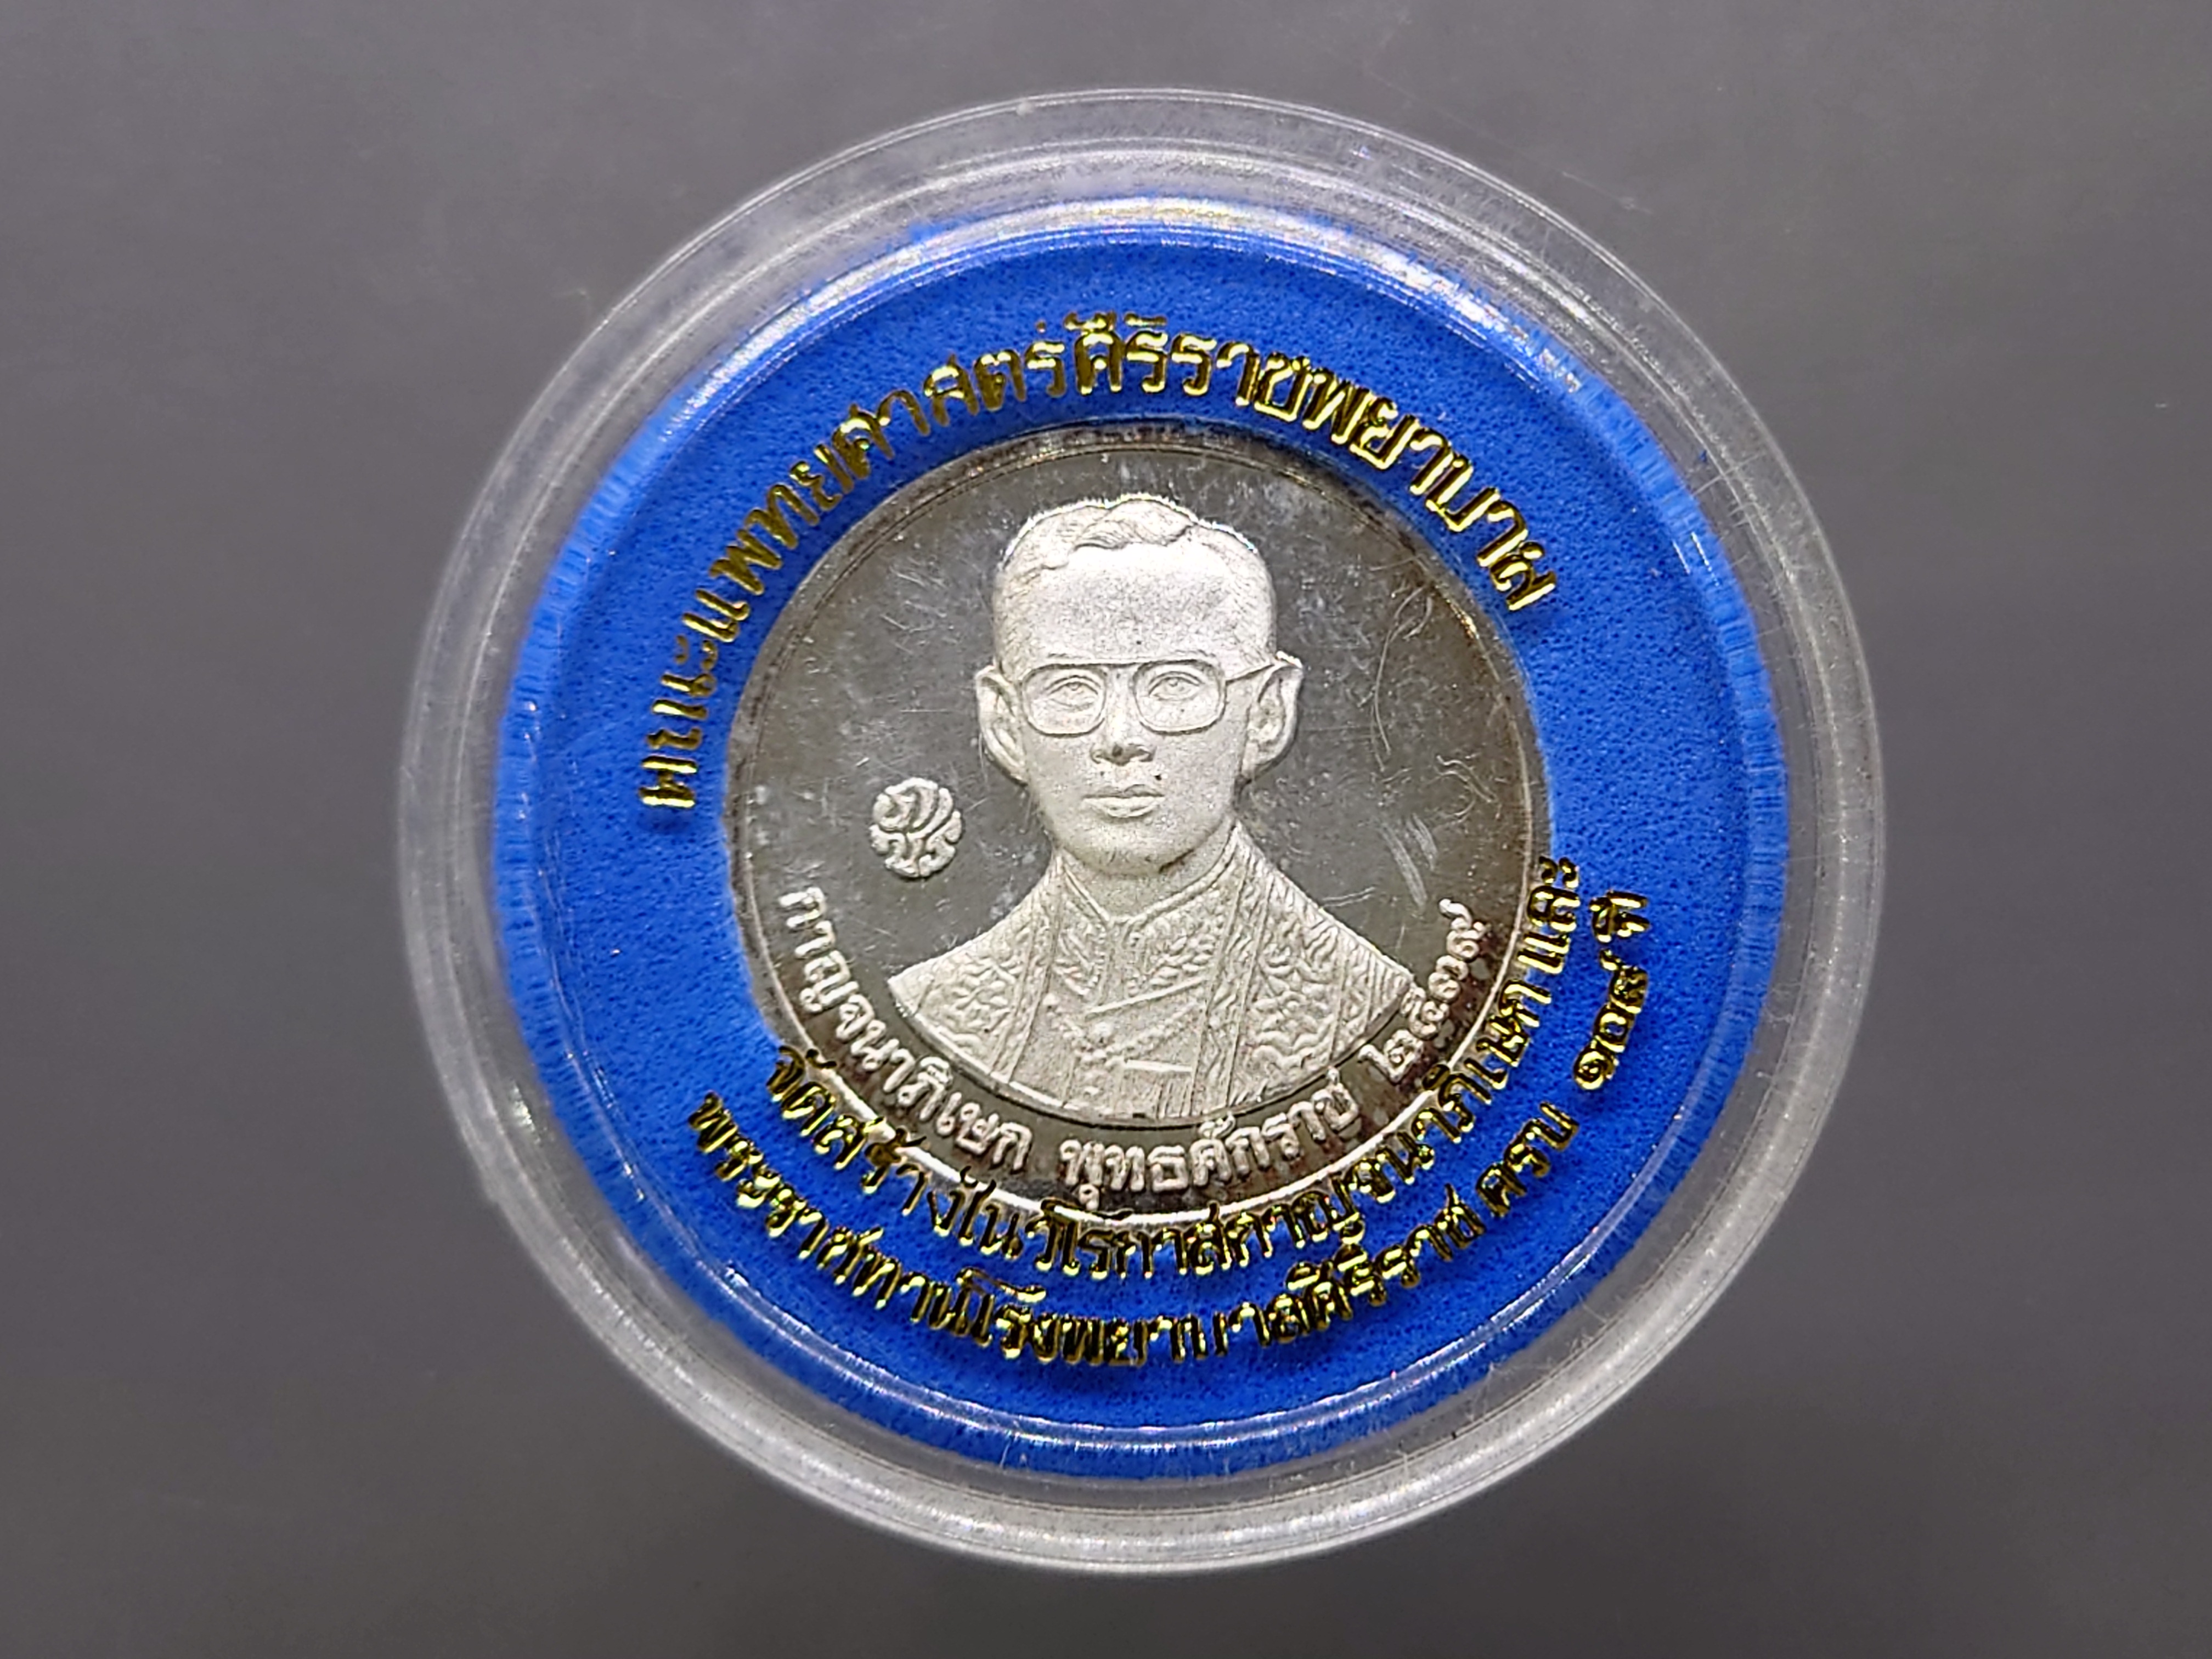 คณะแพทยศาสตร์ศิริราชพยาบาล
กาญจนาภิเษก พุทธศักราช ๒๕๓๙
จัดสร้างในวโรกาสกาญจนาภิเษก และ
พระราชทานโรงพยาบาลศิริราช ครบ ๑๐๘ ปี